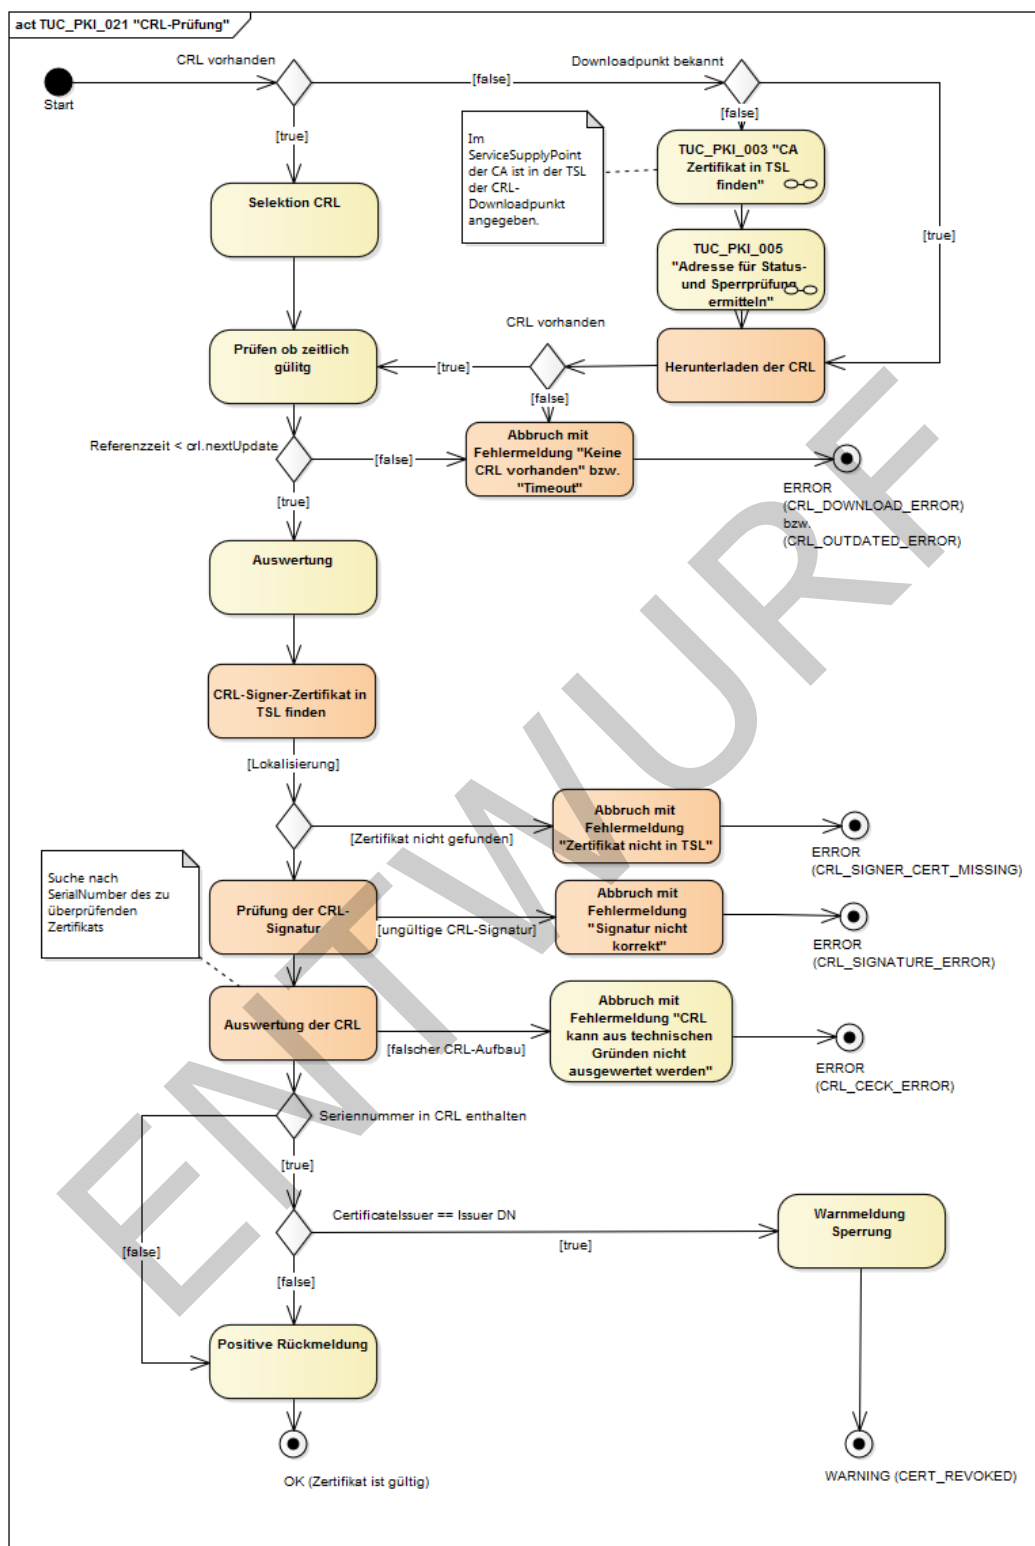 act TUC_PKI_021 "CRL-Prüfung"
CRL vorhanden
Downloadpunkt bekannt
Start
[false]
[true]
[false]
Im
ServiceSupplyPoint
der CA ist in der TSL
der CRL-
Downloadpunkt
angegeben.
TUC_PKI_003 "CA
Zertifikat in TSL
finden"
Selektion CRL
[true]
TUC_PKI_005
"Adresse für Status-
und Sperrprüfung
ermitteln"
CRL vorhanden
Prüfen ob zeitlich
gülitg
[true]
Herunterladen der CRL
[false]
Referenzzeit < crl.nextUpdate
[false]
Abbruch mit
Fehlermeldung "Keine
CRL vorhanden" bzw.
"Timeout"
[true]
ERROR
(CRL_DOWNLOAD_ERROR)
bzw.
(CRL_OUTDATED_ERROR)
Auswertung
CRL-Signer-Zertifikat in
TSL finden
[Lokalisierung]
[Zertifikat nicht gefunden]
Abbruch mit
Fehlermeldung
"Zertifikat nicht in TSL"
ERROR
(CRL_SIGNER_CERT_MISSING)
Suche nach
SerialNumber des zu
überprüfenden
Zertifikats
Prüfung der CRL-
Signatur
[ungültige CRL-Signatur]
Abbruch mit
Fehlermeldung
"Signatur nicht
korrekt"
ERROR
(CRL_SIGNATURE_ERROR)
Auswertung der CRL
[falscher CRL-Aufbau]
Abbruch mit
Fehlermeldung "CRL
kann aus technischen
Gründen nicht
ausgewertet werden"
ERROR
(CRL_CECK_ERROR)
Seriennummer in CRL enthalten
[true]
CertificateIssuer == Issuer DN
[true]
Warnmeldung
Sperrung
[false]
[false]
Positive Rückmeldung
OK (Zertifikat ist gültig)
WARNING (CERT_REVOKED)
ENTWURF